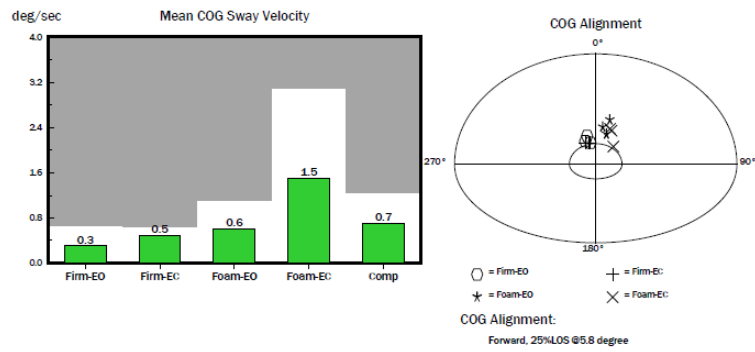 deg/sec
Mean COG Sway Velocity
4.0
3.2
2.4
1.6
0.8
0.0
0.3
0.5
0.6
1.5
0.7
Firm-EO
Firm-EC
Foam-EO
Foam-EC
Comp
COG Alignment
0°
270°
90°
180°
= Firm-EO
= Firm-EC
= Foam-EO
= Foam-EC
COG Alignment:
Forward, 25%LOS @5.8 degree